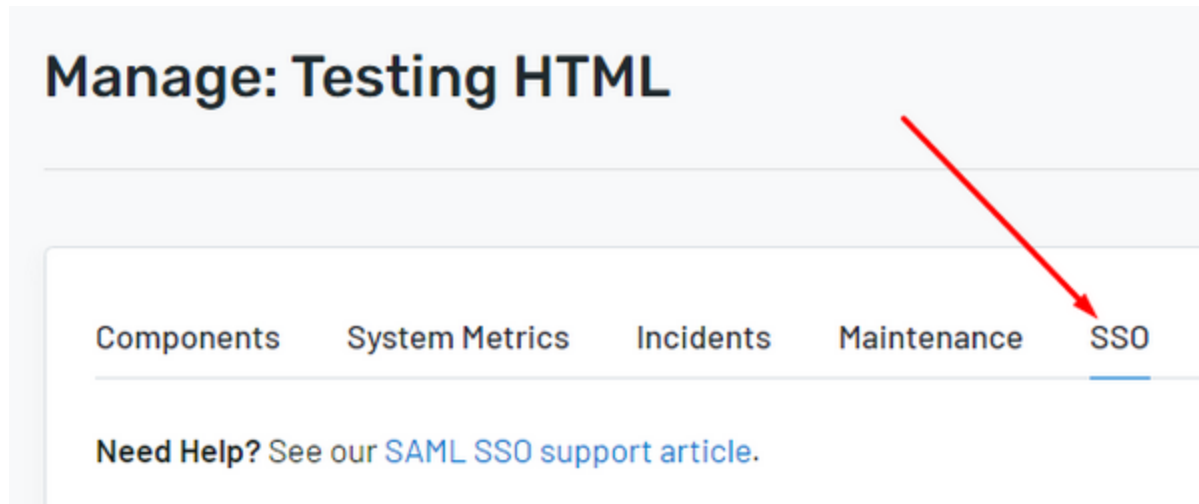 Manage: Testing HTML
Components System Metrics Incidents Maintenance SSO
Need Help? See our SAML SSO support article.